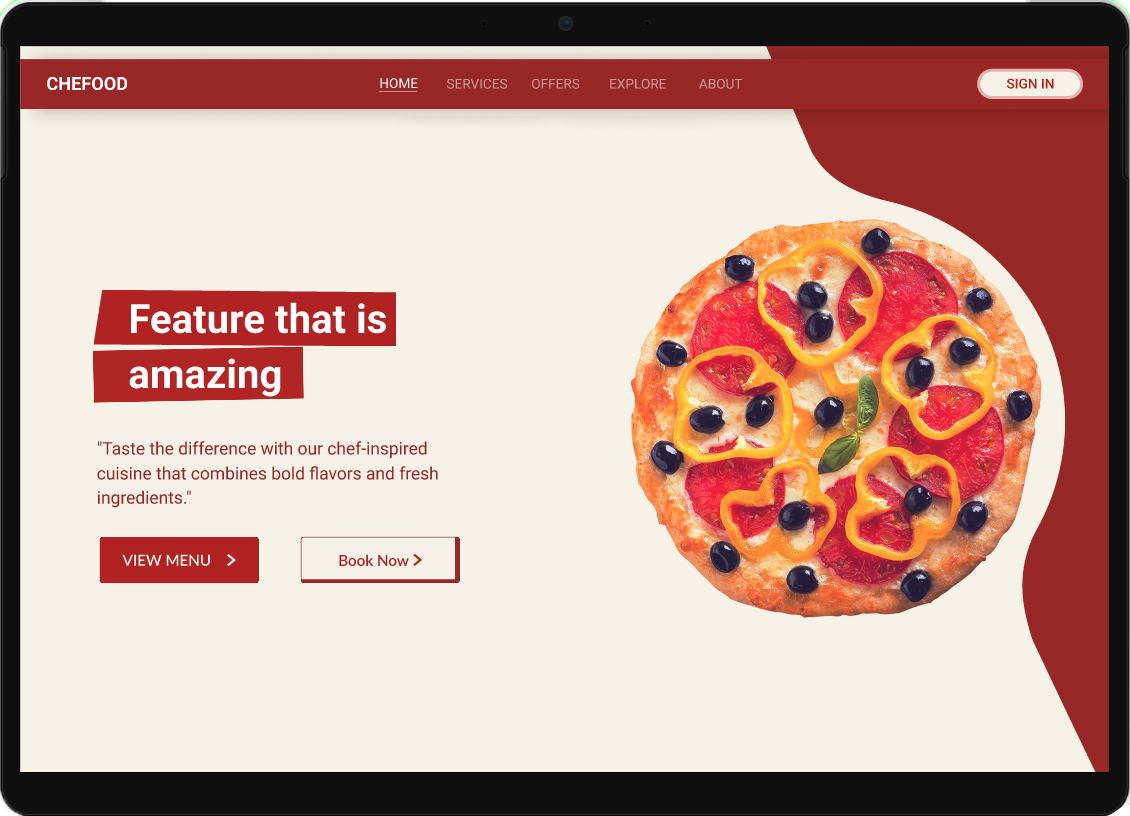 CHEFOOD
HOME SERVICES OFFERS EXPLORE ABOUT
SIGN IN
Feature that is
amazing
"Taste the difference with our chef-inspired
cuisine that combines bold flavors and fresh
ingredients."
VIEW MENU >
Book Now >